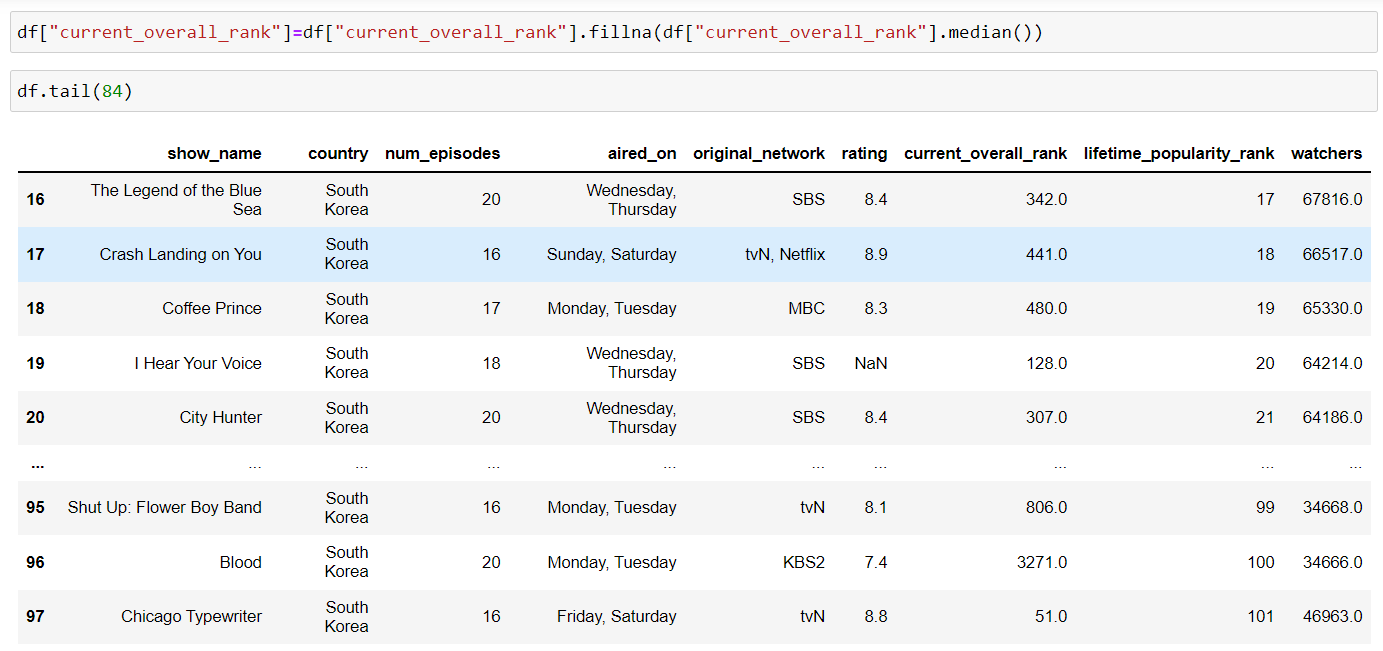 df["current_overall_rank"]=df["current_overall_rank"].fillna(df["current_overall_rank"].median())
df.tail(84)
show_name country num_episodes aired_on original_network rating current_overall_rank lifetime_popularity_rank watchers
16 The Legend of the Blue Sea South Korea 20 Wednesday, Thursday SBS 8.4 342.0 17 67816.0
17 Crash Landing on You South Korea 16 Sunday, Saturday tvN, Netflix 8.9 441.0 18 66517.0
18 Coffee Prince South Korea 17 Monday, Tuesday MBC 8.3 480.0 19 65330.0
19 I Hear Your Voice South Korea 18 Wednesday, Thursday SBS NaN 128.0 20 64214.0
20 City Hunter South Korea 20 Wednesday, Thursday SBS 8.4 307.0 21 64186.0
... ... ... ... ... ... ... ... ... ...
95 Shut Up: Flower Boy Band South Korea 16 Monday, Tuesday tvN 8.1 806.0 99 34668.0
96 Blood South Korea 20 Monday, Tuesday KBS2 7.4 3271.0 100 34666.0
97 Chicago Typewriter South Korea 16 Friday, Saturday tvN 8.8 51.0 101 46963.0